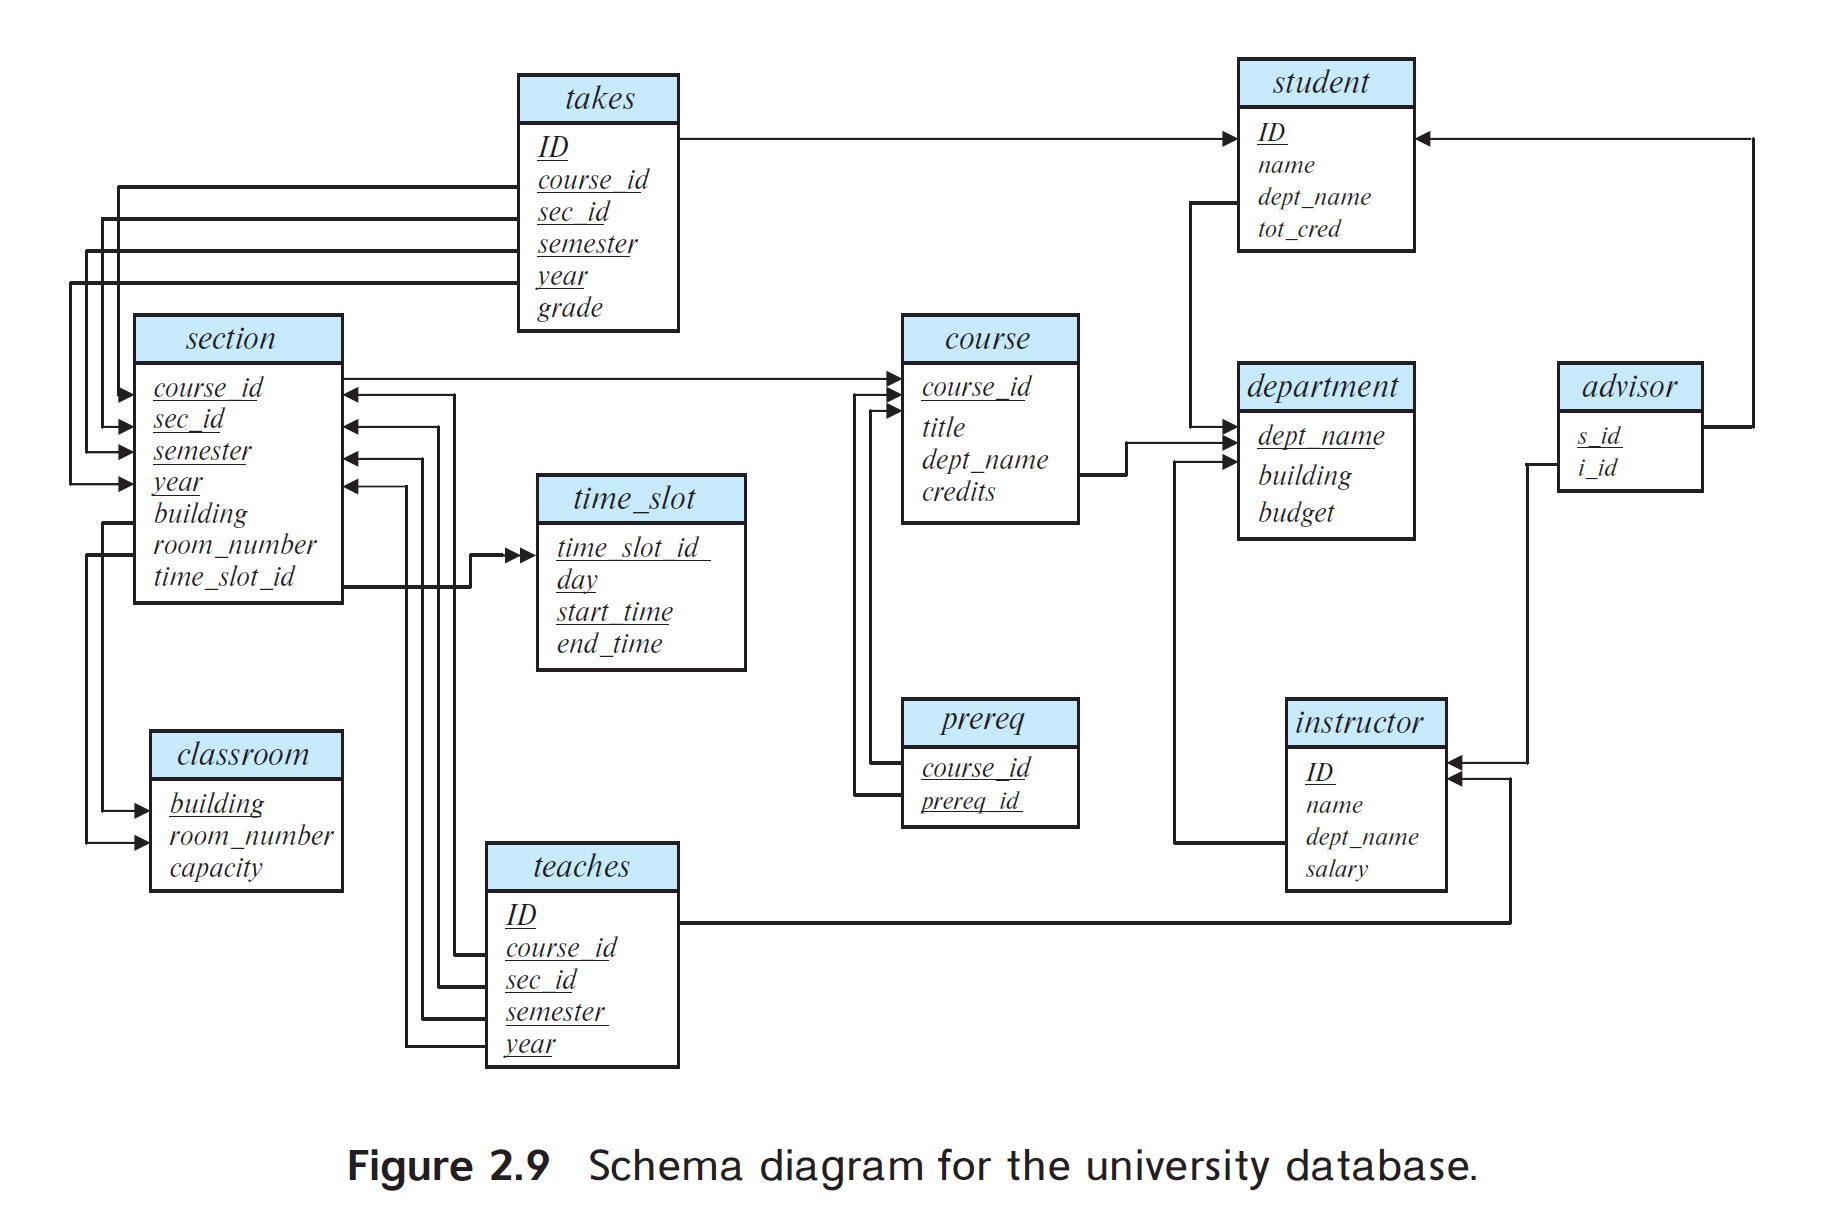 takes
ID
course_id
sec_id
semester
year
grade
student
ID
name
dept_name
tot_cred
section
course_id
sec_id
semester
year
building
room_number
time_slot_id
course
course_id
title
dept_name
credits
department
dept_name
building
budget
advisor
s_id
i_id
time_slot
time_slot_id
day
start_time
end_time
prereq
course_id
prereq_id
instructor
ID
name
dept_name
salary
classroom
building
room_number
capacity
teaches
ID
course_id
sec_id
semester
year
Figure 2.9 Schema diagram for the university database.